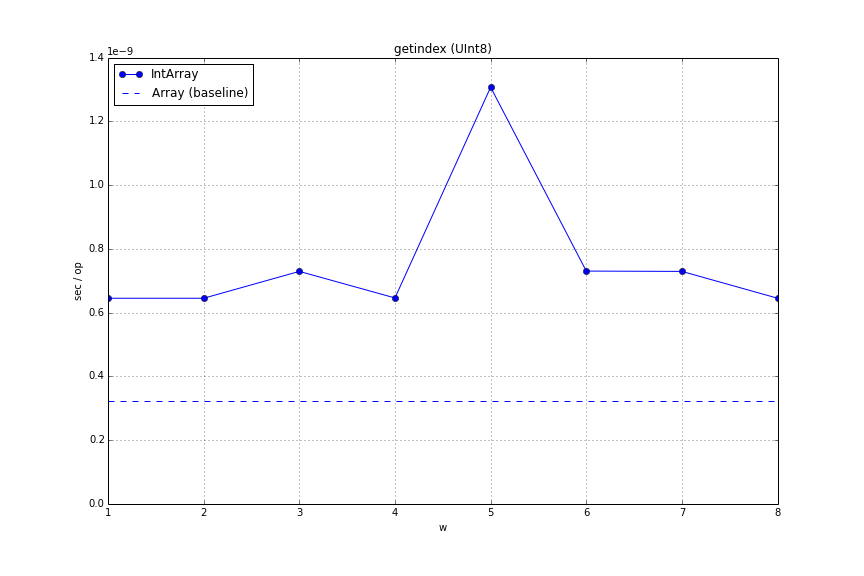 getindex (UInt8)
1e−9
IntArray
Array (baseline)
1.4
1.2
1.0
0.8
0.6
0.4
0.2
0.0
sec / op
1 2 3 4 5 6 7 8
w